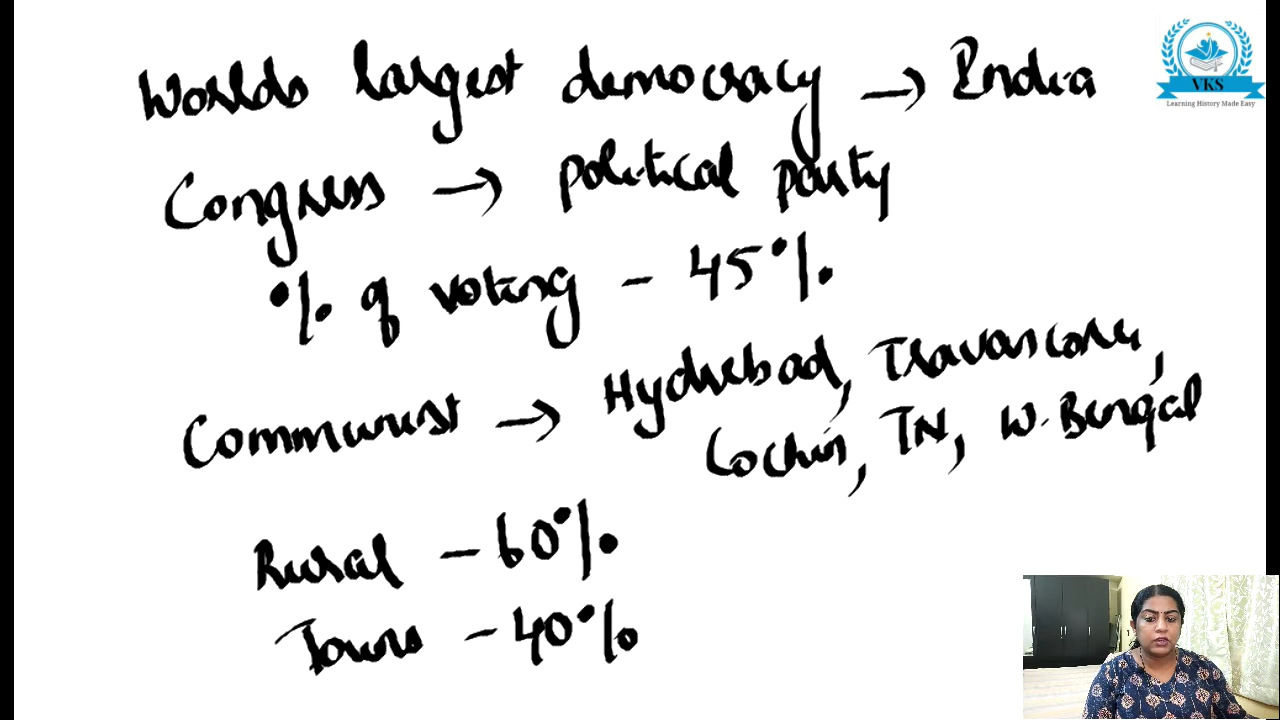 Worlds largest democracy → India
VKS
Learning History Made Easy
Congress → political party
% of voting - 45%
Communist → Hydrebad, Travancore,
Cochin, TN, W. Bengal
Rural - 60%
Towns - 40%